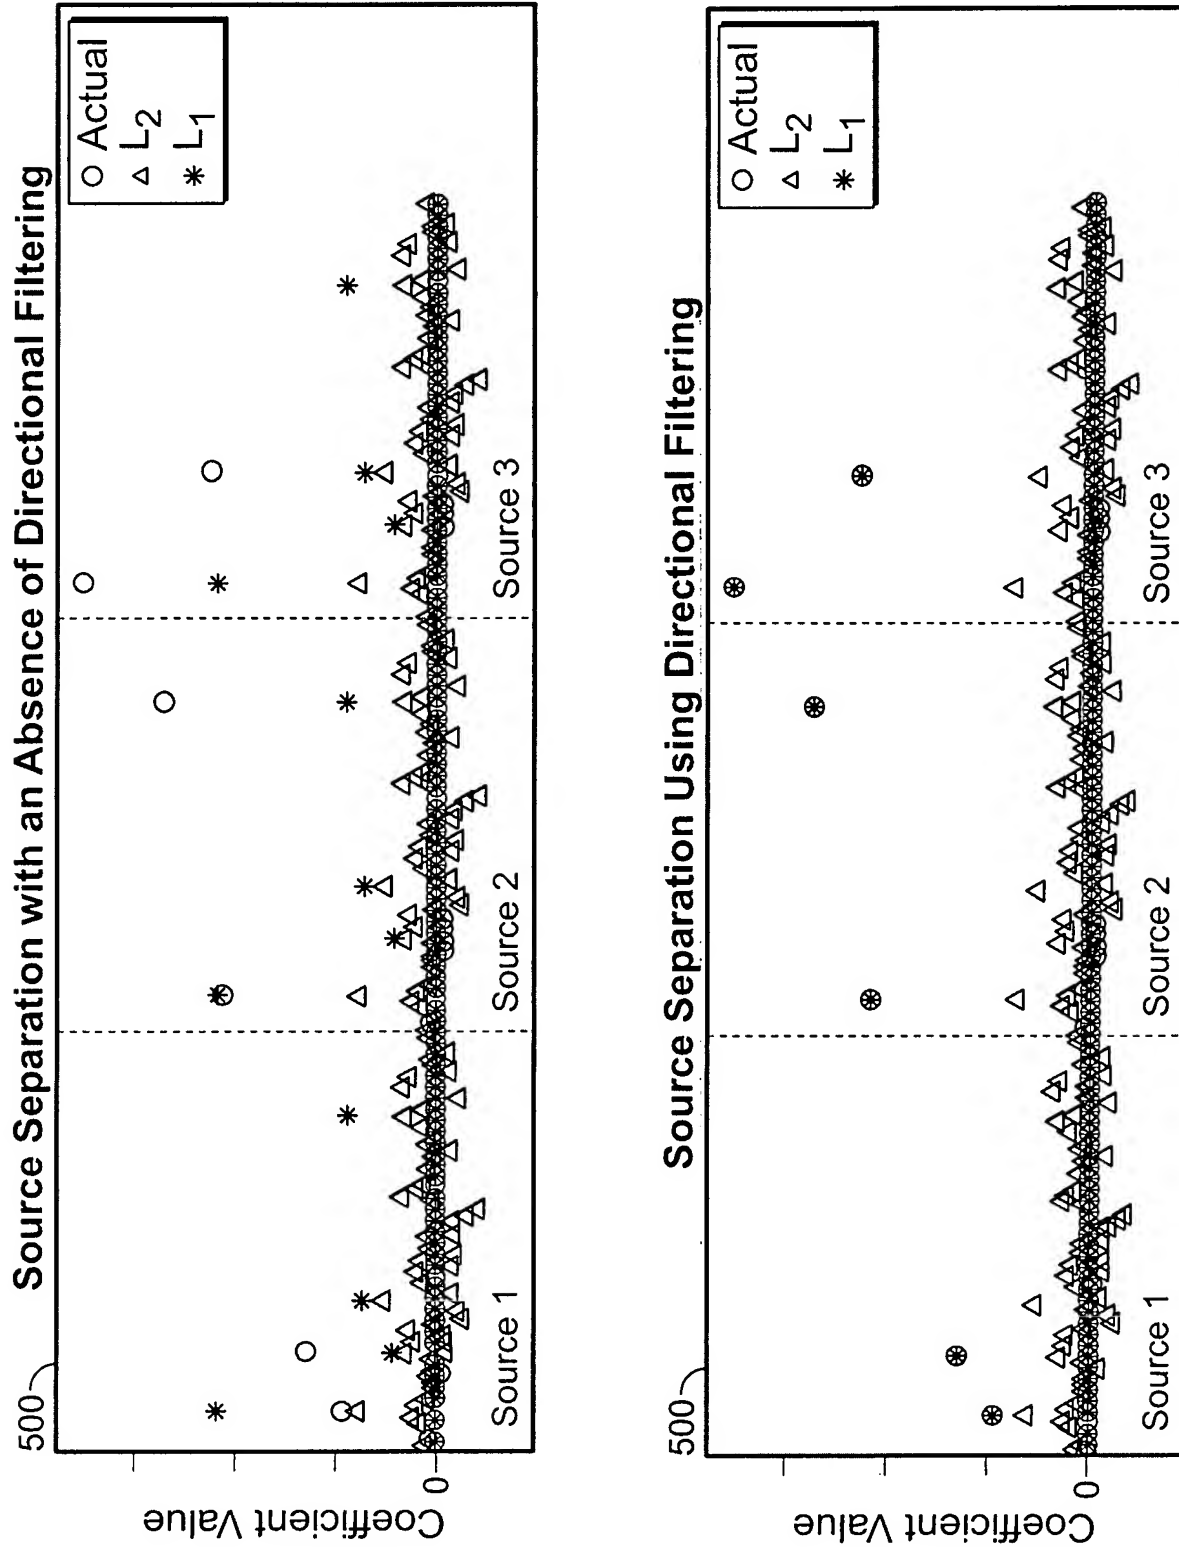 Source Separation with an Absence of Directional Filtering
500
Actual
L2
L1
Coefficient Value
0
Source 1
Source 2
Source 3
Source Separation Using Directional Filtering
500
Actual
L2
L1
Coefficient Value
0
Source 1
Source 2
Source 3